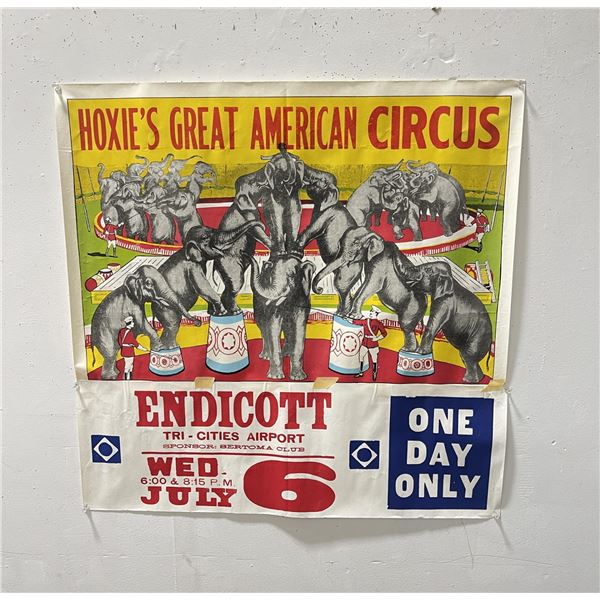 HOXIE'S GREAT AMERICAN CIRCUS
ENDICOTT
TRI-CITIES AIRPORT
SPONSOR: SERTOMA CLUB
WED.
6:00 & 8:15 P.M.
JULY 6
ONE
DAY
ONLY